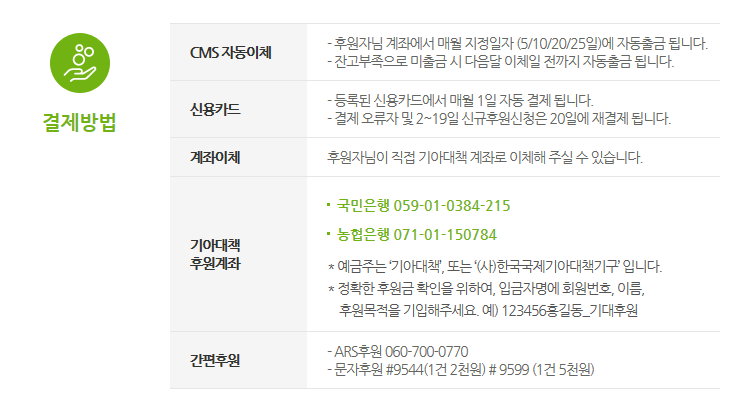 결제방법
CMS 자동이체
- 후원자님 계좌에서 매월 지정일자 (5/10/20/25일)에 자동출금 됩니다.
- 잔고부족으로 미출금 시 다음달 이체일 전까지 자동출금 됩니다.
신용카드
- 등록된 신용카드에서 매월 1일 자동 결제 됩니다.
- 결제 오류자 및 2~19일 신규후원신청은 20일에 재결제 됩니다.
계좌이체
후원자님이 직접 기아대책 계좌로 이체해 주실 수 있습니다.
기아대책
후원계좌
▪ 국민은행 059-01-0384-215
▪ 농협은행 071-01-150784
* 예금주는 ‘기아대책’, 또는 ‘(사)한국국제기아대책기구’ 입니다.
* 정확한 후원금 확인을 위하여, 입금자명에 회원번호, 이름,
후원목적을 기입해주세요. 예) 123456홍길동_기대후원
간편후원
- ARS후원 060-700-0770
- 문자후원 #9544(1건 2천원) # 9599 (1건 5천원)